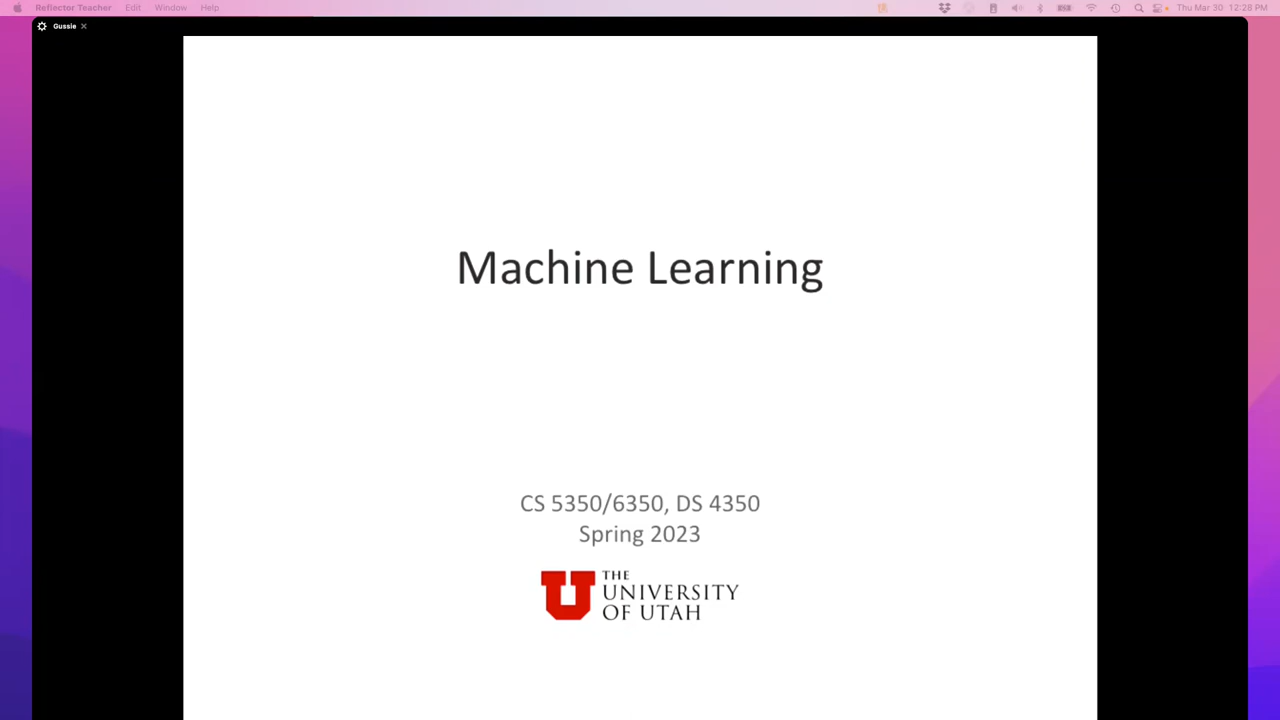 Reflector Teacher Edit Window Help
Thu Mar 30 12:28 PM
Gussie
Machine Learning
CS 5350/6350, DS 4350
Spring 2023
U THE
UNIVERSITY
OF UTAH